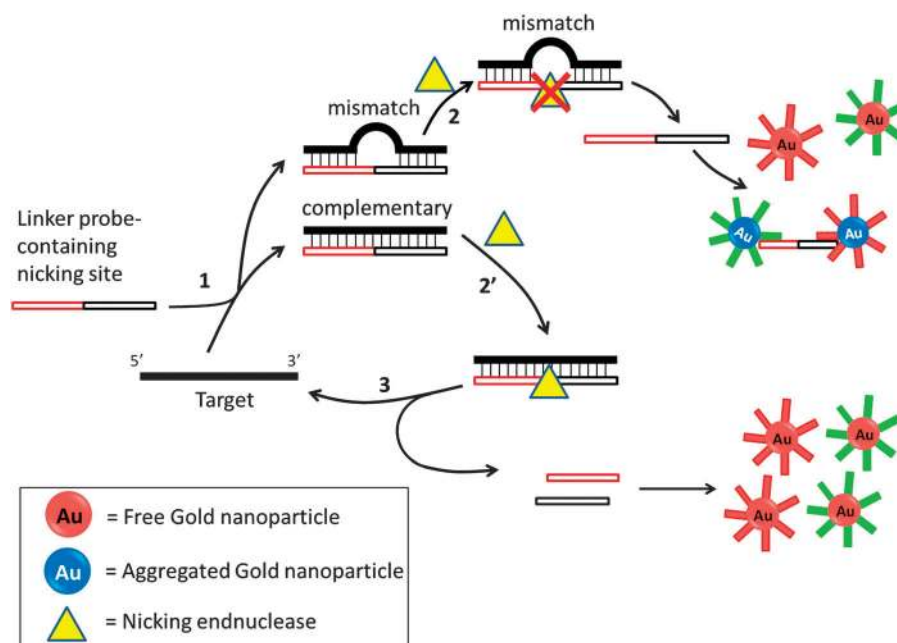 mismatch
2
mismatch
Au
Au
Au
Au
complementary
Linker probe-
containing
nicking site
1
2'
5'
3'
Target
3
Au
Au
Au
Au
Au = Free Gold nanoparticle
Au = Aggregated Gold nanoparticle
= Nicking endnuclease